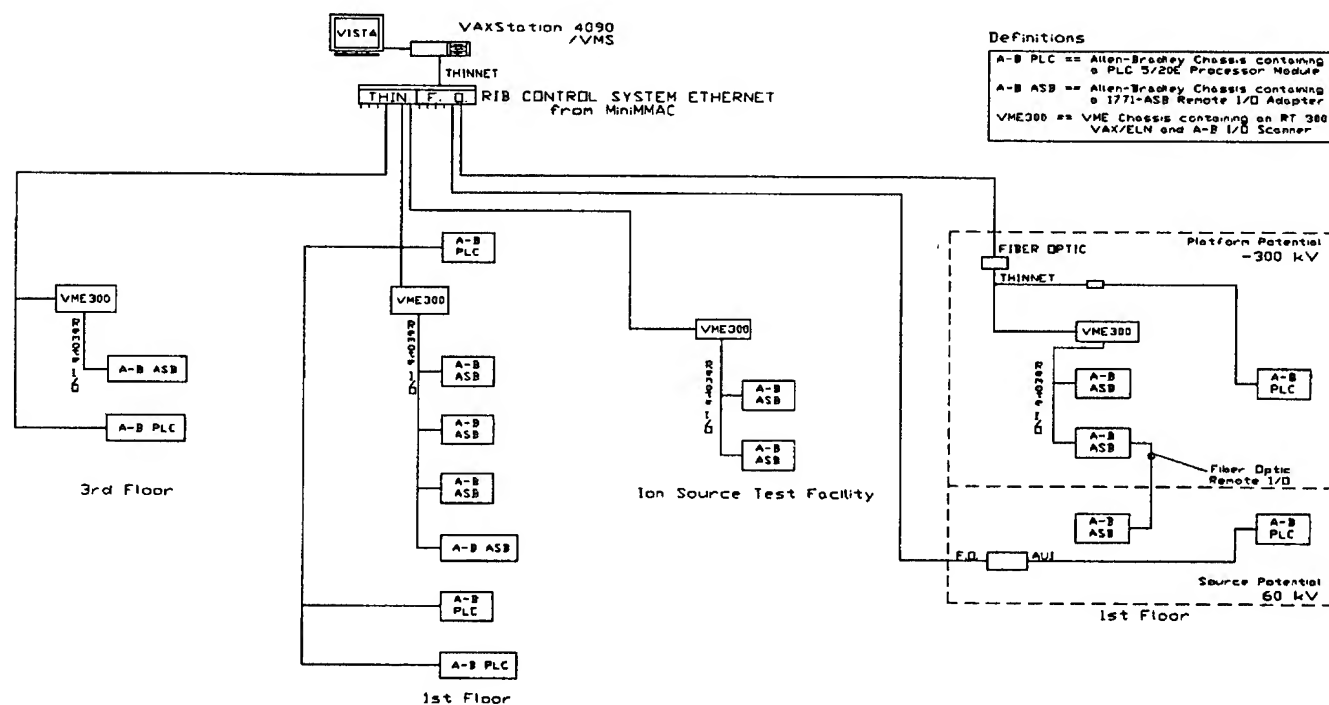 VISTA
VAXStation 4090
/VMS
THINNET
THIN F. O. RIB CONTROL SYSTEM ETHERNET
from MiniMMAC
Definitions
A-B PLC == Allen-Bradley Chassis containing
a PLC 5/20E Processor Module
A-B ASB == Allen-Bradley Chassis containing
a 1771-ASB Remote I/O Adapter
VME300 == VME Chassis containing an RT 300
VAX/ELN and A-B I/O Scanner
VME300
Remote I/O
A-B ASB
A-B PLC
3rd Floor
A-B
PLC
VME300
Remote I/O
A-B
ASB
A-B
ASB
A-B
ASB
A-B ASB
A-B
PLC
A-B PLC
1st Floor
VME300
Remote I/O
A-B
ASB
A-B
ASB
Ion Source Test Facility
Platform Potential
-300 kV
FIBER OPTIC
THINNET
VME300
Remote I/O
A-B
ASB
A-B
PLC
A-B
ASB
Fiber Optic
Remote I/O
A-B
ASB
A-B
PLC
F.O.
AUI
Source Potential
60 kV
1st Floor